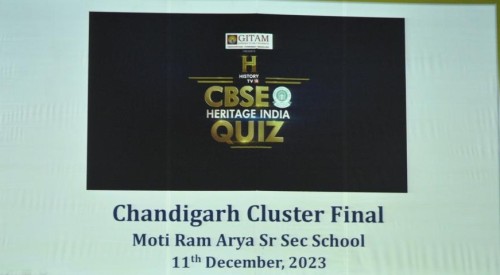 GITAM
H
HISTORY
TV18
CBSE
HERITAGE INDIA
QUIZ
Chandigarh Cluster Final
Moti Ram Arya Sr Sec School
11th December, 2023